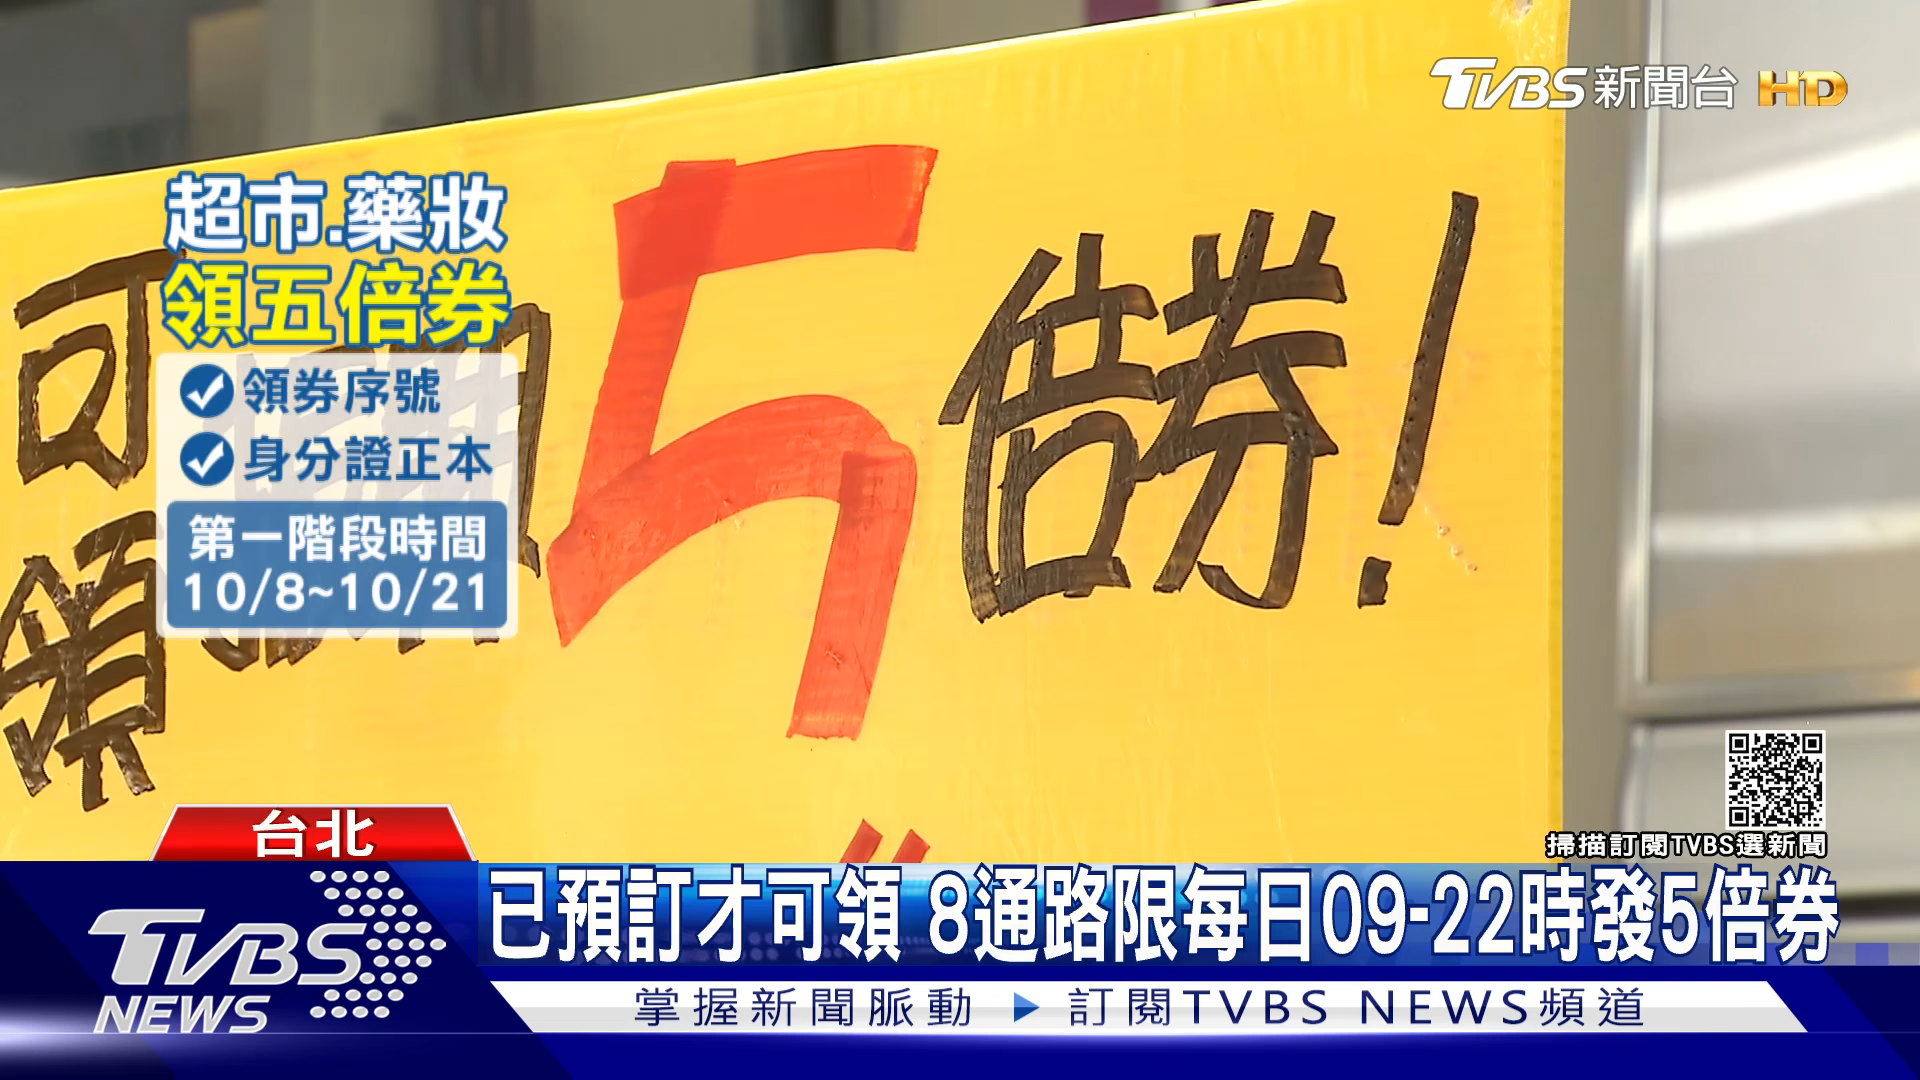 TVBS新聞台 HD
超市.藥妝
領五倍券
領券序號
身分證正本
第一階段時間
10/8~10/21
可
領
5倍券!
掃描訂閱TVBS選新聞
台北
已預訂才可領 8通路限每日09-22時發5倍券
TVBS
NEWS
掌握新聞脈動 ▶ 訂閱TVBS NEWS頻道